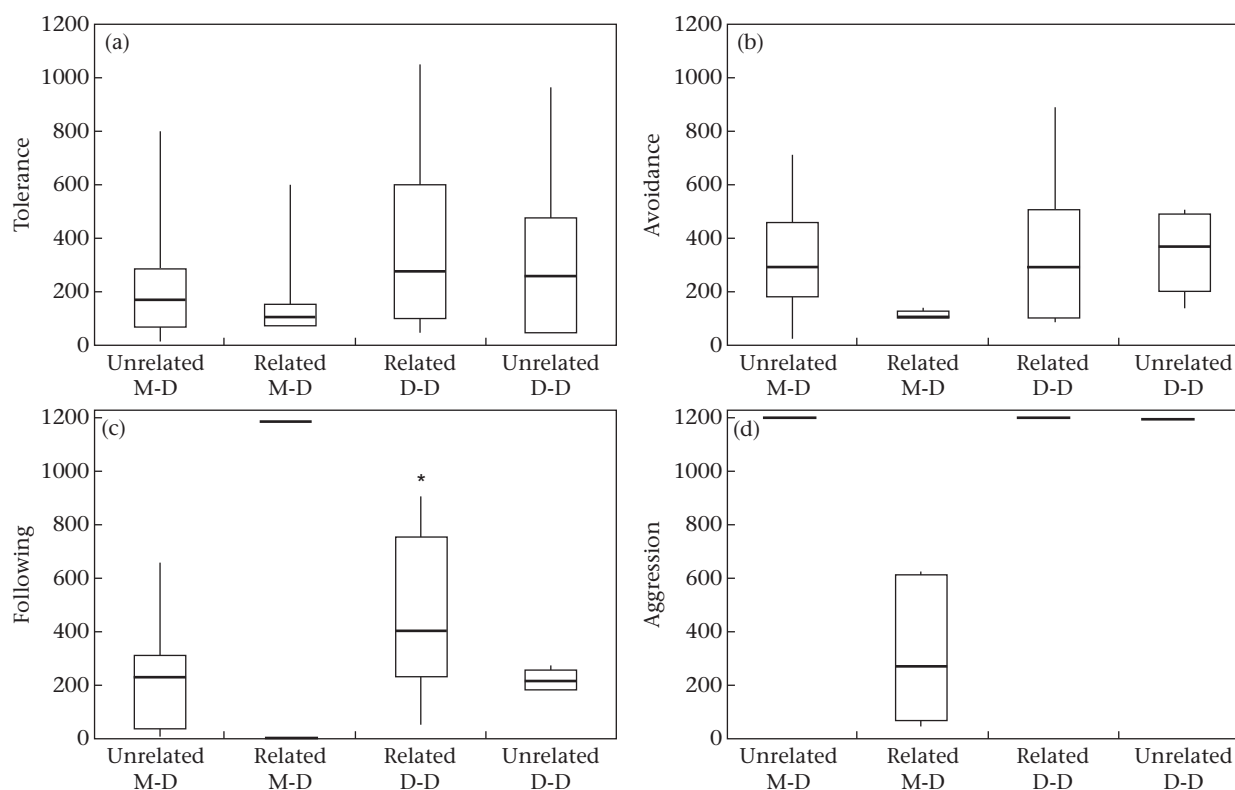 (a)
Tolerance
1200
1000
800
600
400
200
0
Unrelated M-D
Related M-D
Related D-D
Unrelated D-D
(b)
Avoidance
1200
1000
800
600
400
200
0
Unrelated M-D
Related M-D
Related D-D
Unrelated D-D
(c)
Following
1200
1000
800
600
400
200
0
*
Unrelated M-D
Related M-D
Related D-D
Unrelated D-D
(d)
Aggression
1200
1000
800
600
400
200
0
Unrelated M-D
Related M-D
Related D-D
Unrelated D-D